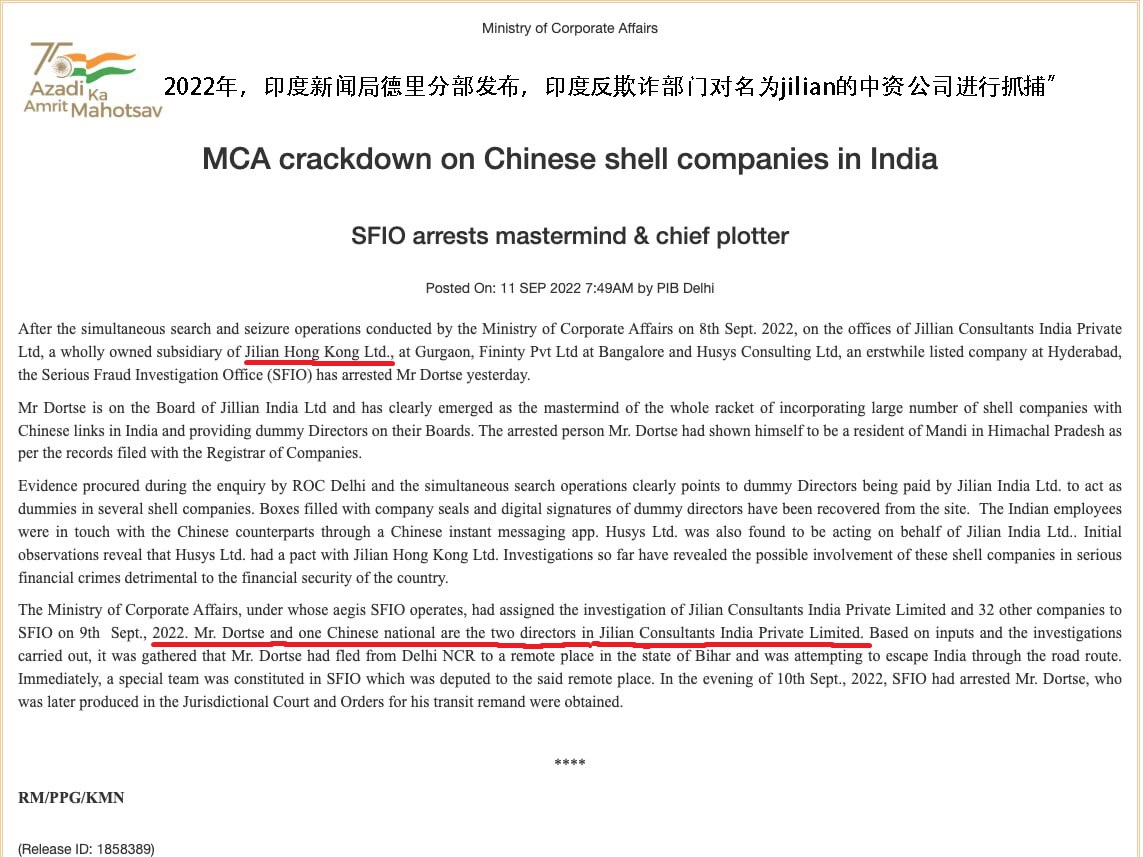 Ministry of Corporate Affairs
75
Azadi Ka
Amrit Mahotsav
2022年，印度新闻局德里分部发布，印度反欺诈部门对名为jilian的中资公司进行抓捕”
MCA crackdown on Chinese shell companies in India
SFIO arrests mastermind & chief plotter
Posted On: 11 SEP 2022 7:49AM by PIB Delhi
After the simultaneous search and seizure operations conducted by the Ministry of Corporate Affairs on 8th Sept. 2022, on the offices of Jillian Consultants India Private
Ltd, a wholly owned subsidiary of Jilian Hong Kong Ltd., at Gurgaon, Fininty Pvt Ltd at Bangalore and Husys Consulting Ltd, an erstwhile listed company at Hyderabad,
the Serious Fraud Investigation Office (SFIO) has arrested Mr Dortse yesterday.
Mr Dortse is on the Board of Jillian India Ltd and has clearly emerged as the mastermind of the whole racket of incorporating large number of shell companies with
Chinese links in India and providing dummy Directors on their Boards. The arrested person Mr. Dortse had shown himself to be a resident of Mandi in Himachal Pradesh as
per the records filed with the Registrar of Companies.
Evidence procured during the enquiry by ROC Delhi and the simultaneous search operations clearly points to dummy Directors being paid by Jilian India Ltd. to act as
dummies in several shell companies. Boxes filled with company seals and digital signatures of dummy directors have been recovered from the site. The Indian employees
were in touch with the Chinese counterparts through a Chinese instant messaging app. Husys Ltd. was also found to be acting on behalf of Jilian India Ltd.. Initial
observations reveal that Husys Ltd. had a pact with Jilian Hong Kong Ltd. Investigations so far have revealed the possible involvement of these shell companies in serious
financial crimes detrimental to the financial security of the country.
The Ministry of Corporate Affairs, under whose aegis SFIO operates, had assigned the investigation of Jilian Consultants India Private Limited and 32 other companies to
SFIO on 9th Sept., 2022. Mr. Dortse and one Chinese national are the two directors in Jilian Consultants India Private Limited. Based on inputs and the investigations
carried out, it was gathered that Mr. Dortse had fled from Delhi NCR to a remote place in the state of Bihar and was attempting to escape India through the road route.
Immediately, a special team was constituted in SFIO which was deputed to the said remote place. In the evening of 10th Sept., 2022, SFIO had arrested Mr. Dortse, who
was later produced in the Jurisdictional Court and Orders for his transit remand were obtained.
****
RM/PPG/KMN
(Release ID: 1858389)